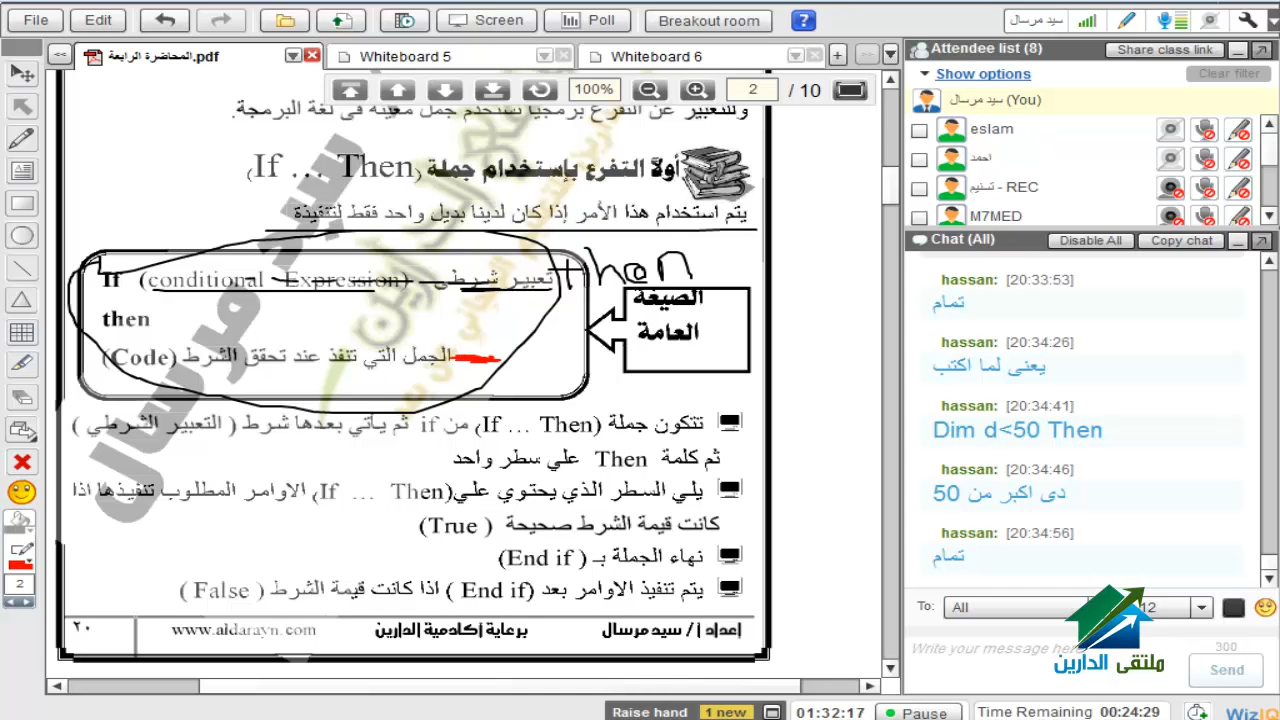 File Edit Screen Poll Breakout room ? سيد مرسال
<< المحاضرة الرابعة.pdf Whiteboard 5 Whiteboard 6 + >>
100% 2 / 10
وللتعبير عن التفرع برمجيا نستخدم جمل معينة فى لغة البرمجة.
أولا التفرع بإستخدام جملة (If … Then)
يتم استخدام هذا الأمر إذا كان لدينا بديل واحد فقط لتنفيذة
If (conditional Expression) تعبير شرطى
then
then
(Code) الجمل التي تنفذ عند تحقق الشرط
الصيغة
العامة
تتكون جملة (If … Then) من if ثم يأتي بعدها شرط ( التعبير الشرطي )
ثم كلمة Then علي سطر واحد
يلي السطر الذي يحتوي علي(If … Then) الاوامر المطلوب تنفيذها اذا
كانت قيمة الشرط صحيحة ( True)
نهاء الجملة بـ ( End if)
يتم تنفيذ الاوامر بعد (End if ) اذا كانت قيمة الشرط ( False )
إعداد أ/ سيد مرسال برعاية أكادمية الدارين www.aldarayn.com ٢٠
سيد مرسال
2
Attendee list (8) Share class link
Show options Clear filter
سيد مرسال (You)
eslam
احمد
تسنيم - REC
M7MED
Chat (All) Disable All Copy chat
hassan: [20:33:53]
تمام
hassan: [20:34:26]
يعنى لما اكتب
hassan: [20:34:41]
Dim d<50 Then
hassan: [20:34:46]
دى اكبر من 50
hassan: [20:34:56]
تمام
To: All 12
ملتقى الدارين
Write your message here 300
Send
Raise hand 1 new 01:32:17 Pause Time Remaining 00:24:29 WizIQ